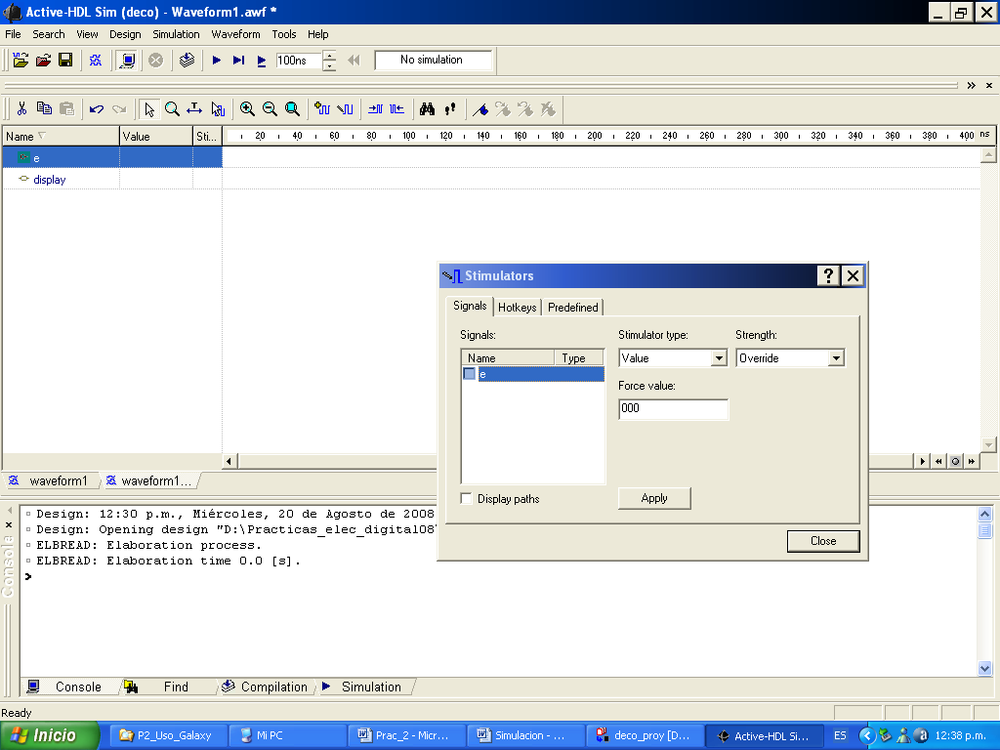 Active-HDL Sim (deco) - Waveform1.awf *
File Search View Design Simulation Waveform Tools Help
100ns No simulation
Name Value Sti... 20 40 60 80 100 120 140 160 180 200 220 240 260 280 300 320 340 360 380 400 ns
e
display
Stimulators
Signals Hotkeys Predefined
Signals: Stimulator type: Strength:
Name Type Value Override
e
Force value:
000
Display paths Apply
Close
waveform1 waveform1...
Design: 12:30 p.m., Miércoles, 20 de Agosto de 2008
Design: Opening design "D:\Practicas_elec_digital08\
ELBREAD: Elaboration process.
ELBREAD: Elaboration time 0.0 [s].
>
Consola
Console Find Compilation Simulation
Ready
Inicio P2_Uso_Galaxy Mi PC Prac_2 - Micr... Simulacion - ... deco_proy [D... Active-HDL Si... ES 12:38 p.m.